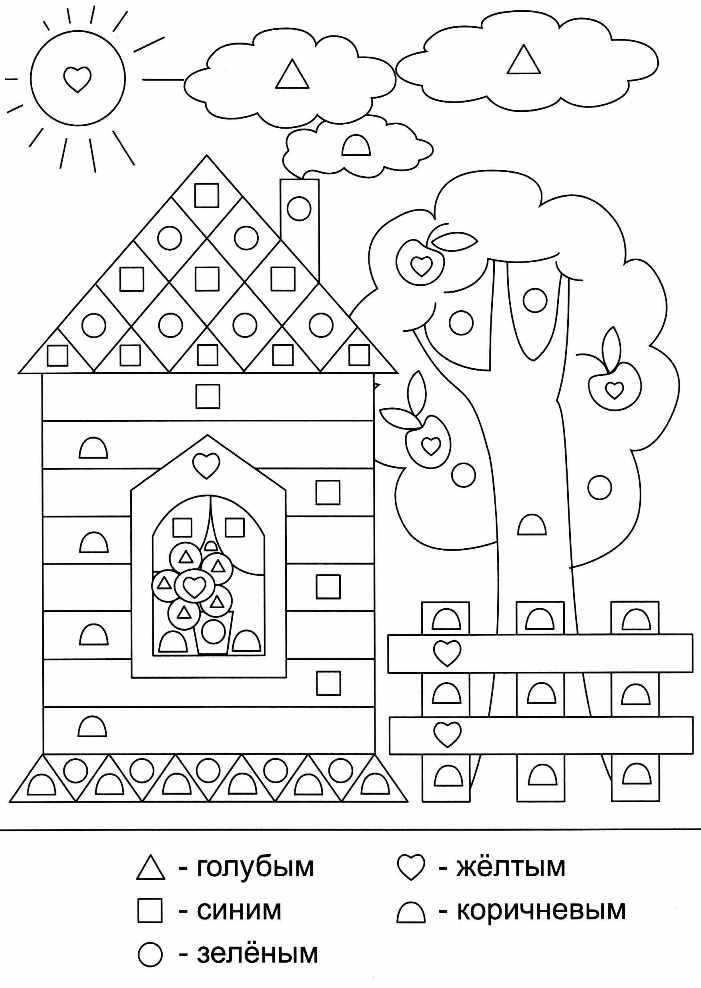 - голубым
- жёлтым
- синим
- коричневым
- зелёным